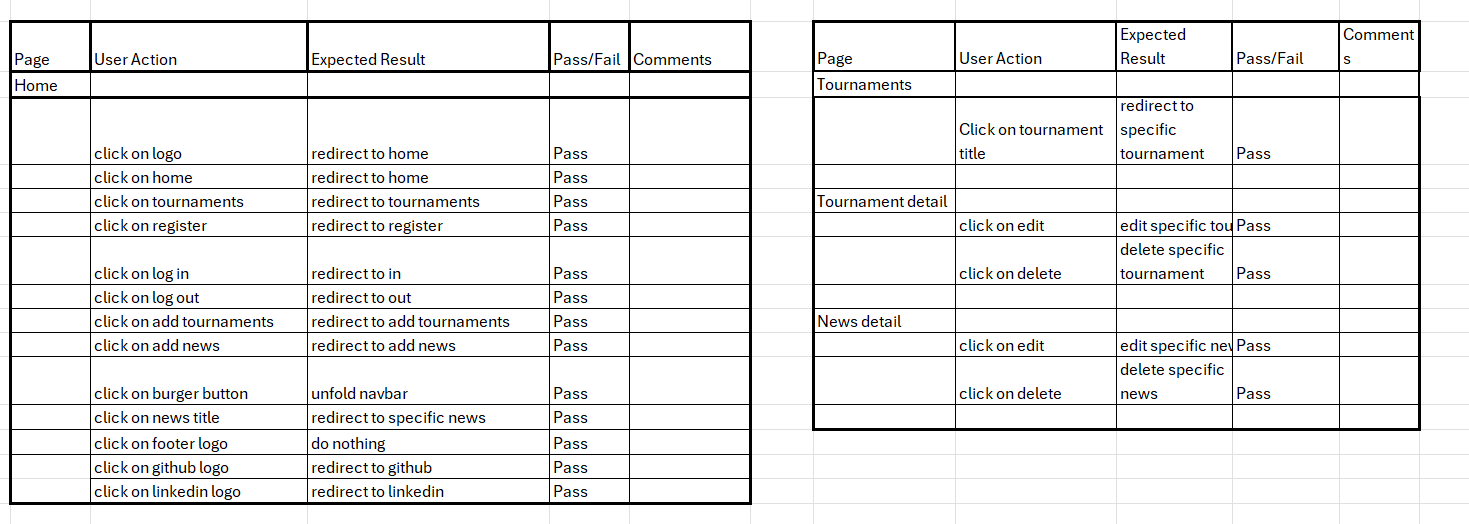 Page User Action Expected Result Pass/Fail Comments
Home
click on logo redirect to home Pass
click on home redirect to home Pass
click on tournaments redirect to tournaments Pass
click on register redirect to register Pass
click on log in redirect to in Pass
click on log out redirect to out Pass
click on add tournaments redirect to add tournaments Pass
click on add news redirect to add news Pass
click on burger button unfold navbar Pass
click on news title redirect to specific news Pass
click on footer logo do nothing Pass
click on github logo redirect to github Pass
click on linkedin logo redirect to linkedin Pass
Expected Comment
Page User Action Result Pass/Fail s
Tournaments
redirect to
Click on tournament specific
title tournament Pass
Tournament detail
click on edit edit specific tou Pass
delete specific
click on delete tournament Pass
News detail
click on edit edit specific nev Pass
delete specific
click on delete news Pass